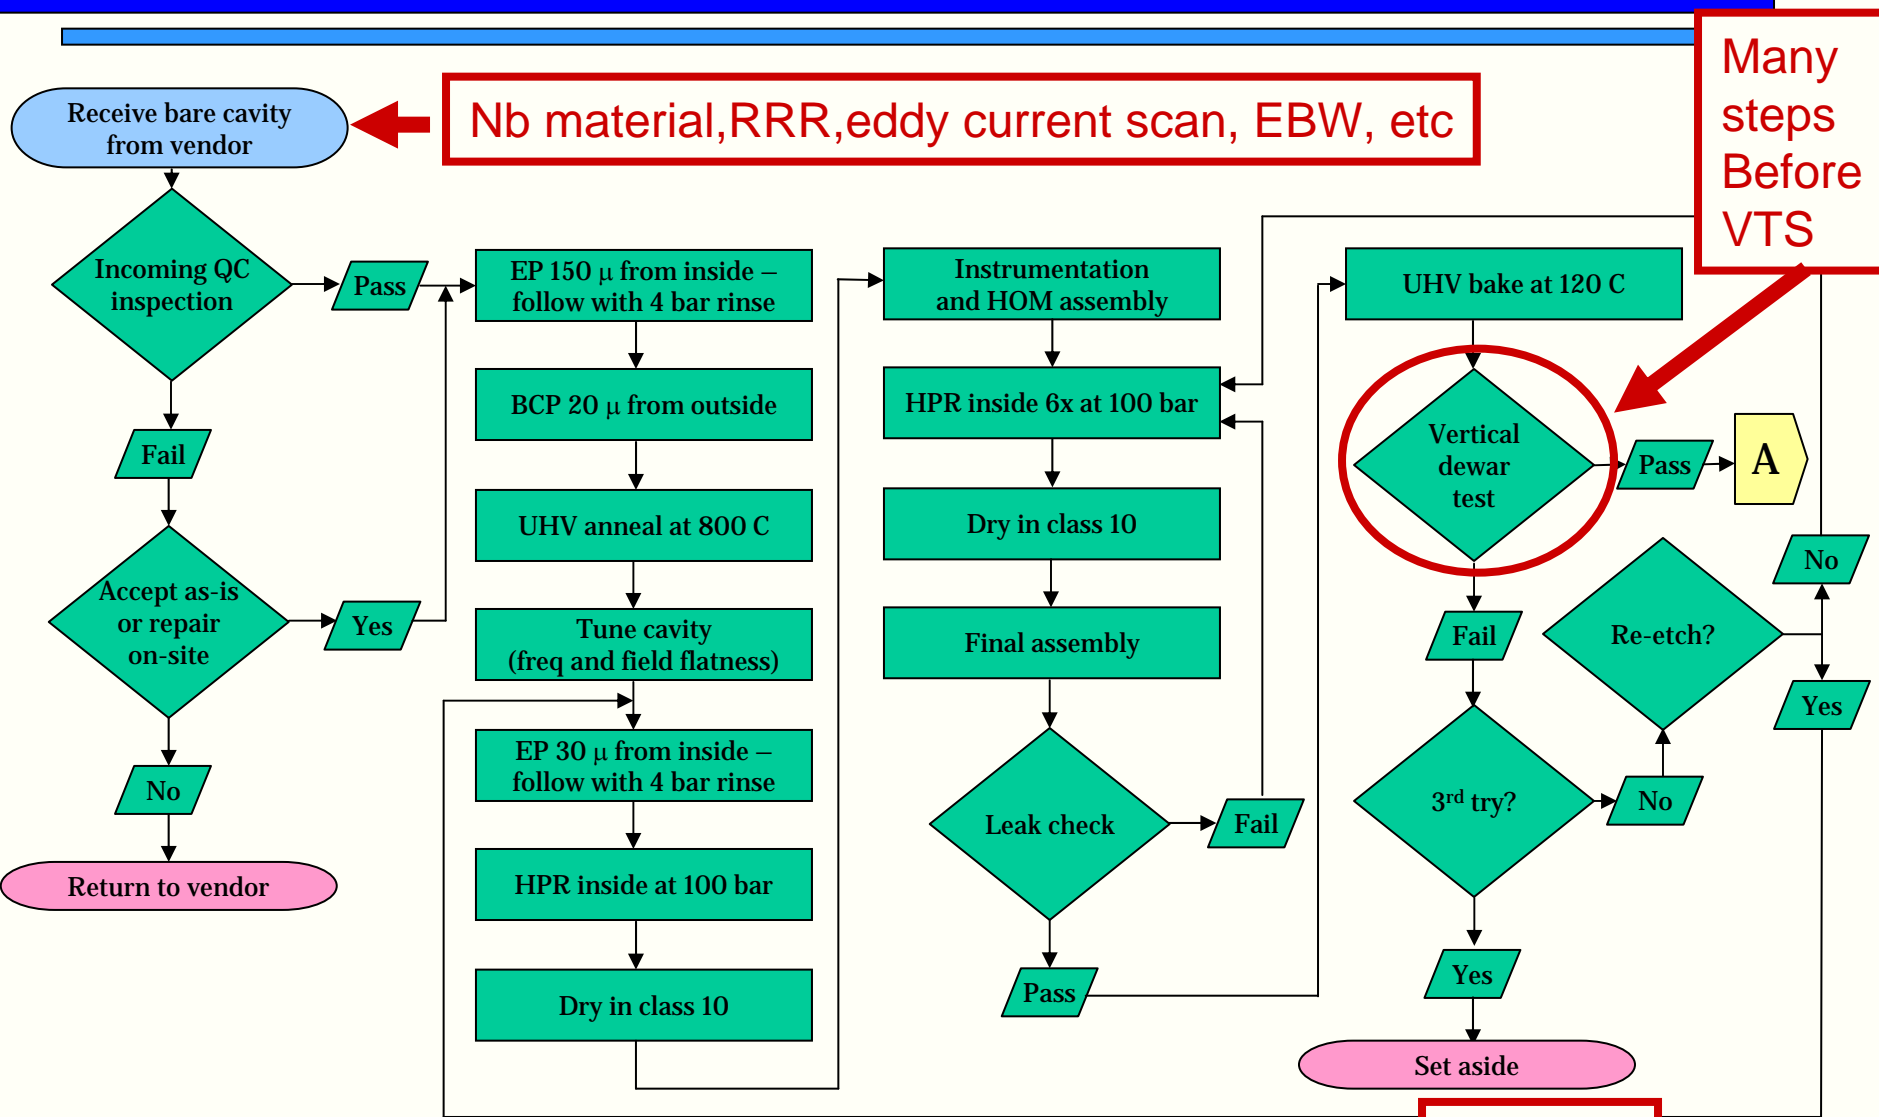 Many
steps
Before
VTS
Nb material,RRR,eddy current scan, EBW, etc
Receive bare cavity
from vendor
Incoming QC
inspection
Pass
Fail
Accept as-is
or repair
on-site
Yes
No
Return to vendor
EP 150 μ from inside –
follow with 4 bar rinse
BCP 20 μ from outside
UHV anneal at 800 C
Tune cavity
(freq and field flatness)
EP 30 μ from inside –
follow with 4 bar rinse
HPR inside at 100 bar
Dry in class 10
Instrumentation
and HOM assembly
HPR inside 6x at 100 bar
Dry in class 10
Final assembly
Leak check
Fail
Pass
UHV bake at 120 C
Vertical
dewar
test
Pass
A
Fail
3rd try?
No
Re-etch?
No
Yes
Yes
Set aside